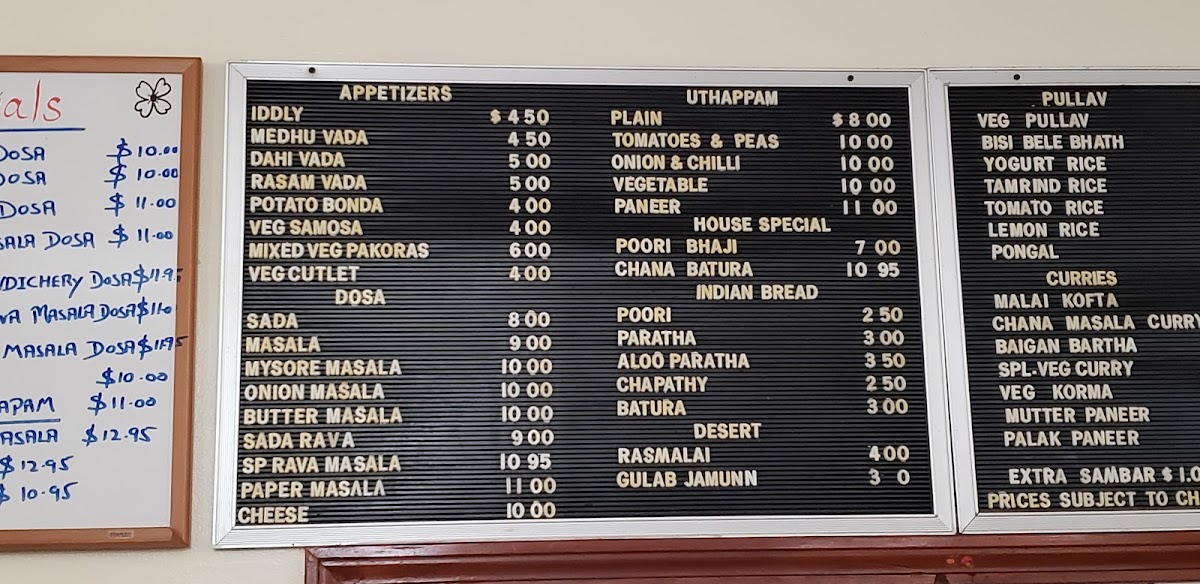 als
DOSA $10.00
DOSA $10.00
DOSA $11.00
SALA DOSA $11.00
DICHERY DOSA $11.95
VA MASALA DOSA $11.0
MASALA DOSA $11.95
$10.00
APAM $11.00
ASALA $12.95
$12.95
$10.95
APPETIZERS
IDDLY $ 4 50
MEDHU VADA 4 50
DAHI VADA 5 00
RASAM VADA 5 00
POTATO BONDA 4 00
VEG SAMOSA 4 00
MIXED VEG PAKORAS 6 00
VEG CUTLET 4 00
DOSA
SADA 8 00
MASALA 9 00
MYSORE MASALA 10 00
ONION MASALA 10 00
BUTTER MASALA 10 00
SADA RAVA 9 00
SP RAVA MASALA 10 95
PAPER MASALA 11 00
CHEESE 10 00
UTHAPPAM
PLAIN $ 8 00
TOMATOES & PEAS 10 00
ONION & CHILLI 10 00
VEGETABLE 10 00
PANEER 11 00
HOUSE SPECIAL
POORI BHAJI 7 00
CHANA BATURA 10 95
INDIAN BREAD
POORI 2 50
PARATHA 3 00
ALOO PARATHA 3 50
CHAPATHY 2 50
BATURA 3 00
DESERT
RASMALAI 4 00
GULAB JAMUNN 3 0
PULLAV
VEG PULLAV
BISI BELE BHATH
YOGURT RICE
TAMRIND RICE
TOMATO RICE
LEMON RICE
PONGAL
CURRIES
MALAI KOFTA
CHANA MASALA CURRY
BAIGAN BARTHA
SPL-VEG CURRY
VEG KORMA
MUTTER PANEER
PALAK PANEER
EXTRA SAMBAR $ 1.0
PRICES SUBJECT TO CH